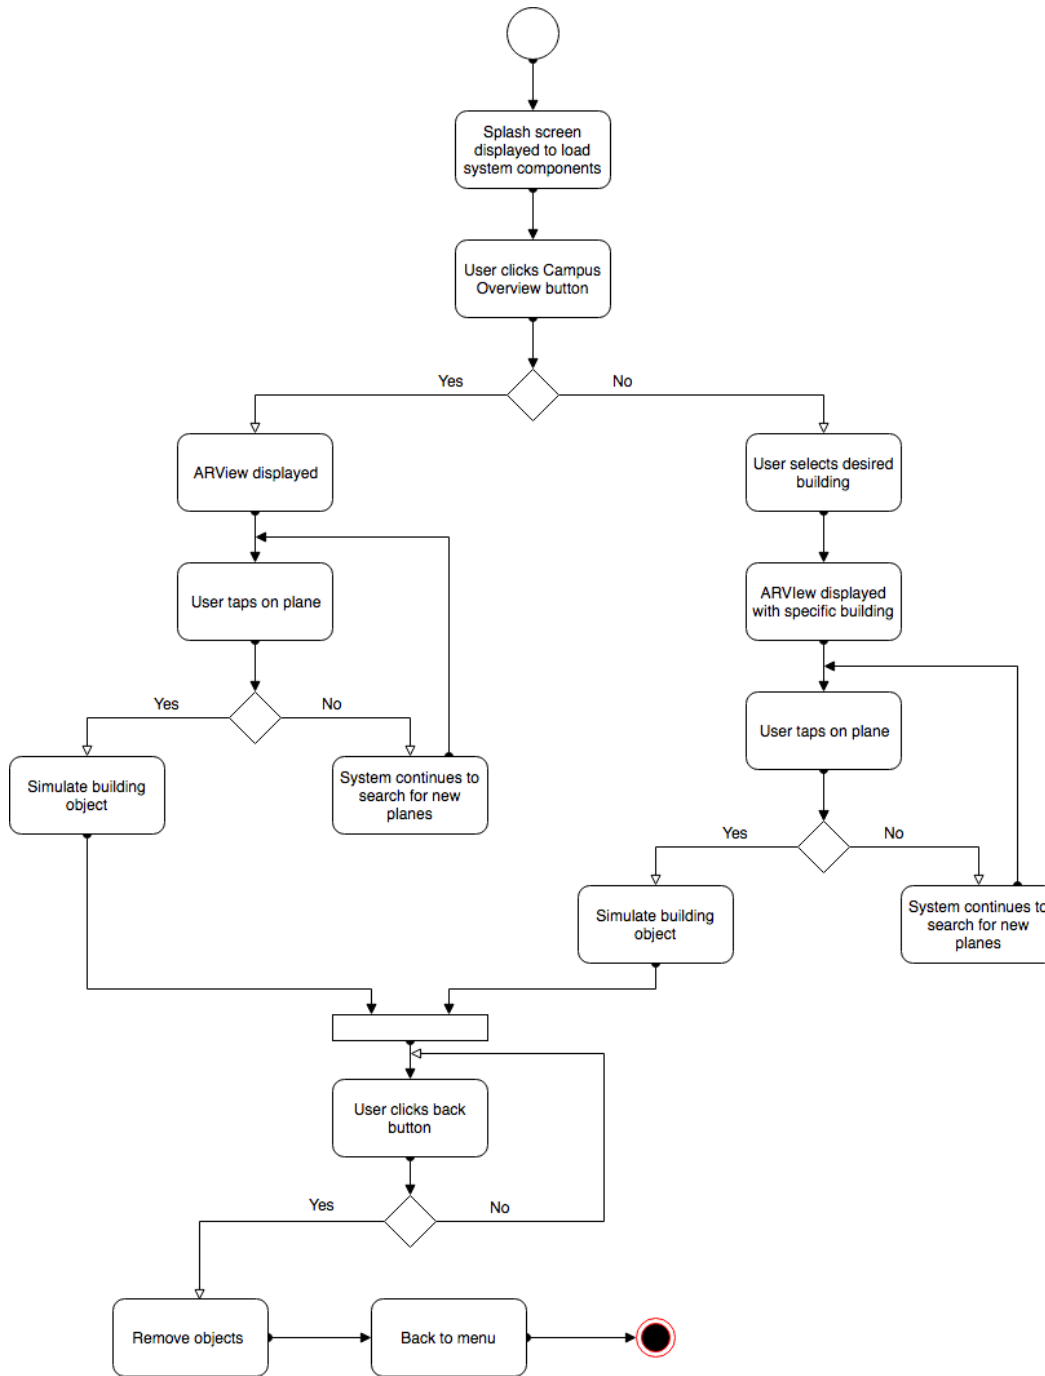 Splash screen
displayed to load
system components
User clicks Campus
Overview button
Yes
No
ARView displayed
User selects desired
building
User taps on plane
ARVIew displayed
with specific building
Yes
No
User taps on plane
Simulate building
object
System continues to
search for new
planes
Yes
No
Simulate building
object
System continues to
search for new
planes
User clicks back
button
Yes
No
Remove objects
Back to menu